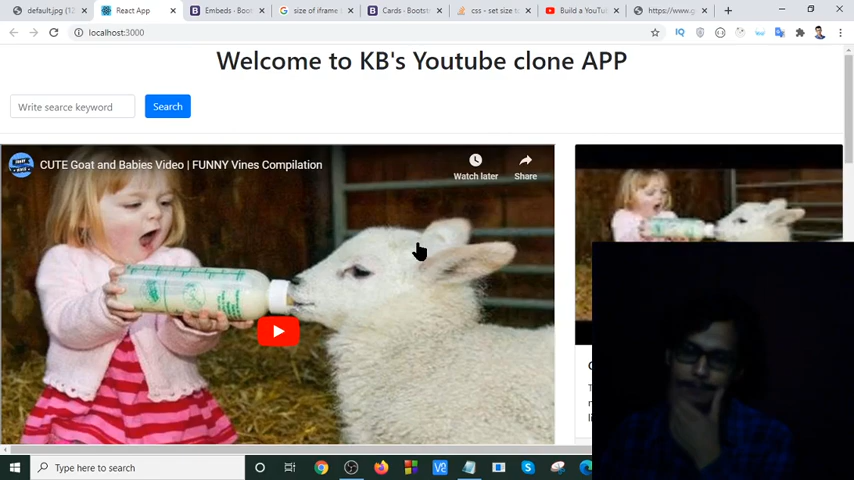 default.jpg (12
React App
Embeds - Boo
size of iframe
Cards - Bootst
css - set size t
Build a YouTu
https://www.g
localhost:3000
Welcome to KB's Youtube clone APP
Write searce keyword
Search
CUTE Goat and Babies Video | FUNNY Vines Compilation
Watch later
Share
Type here to search